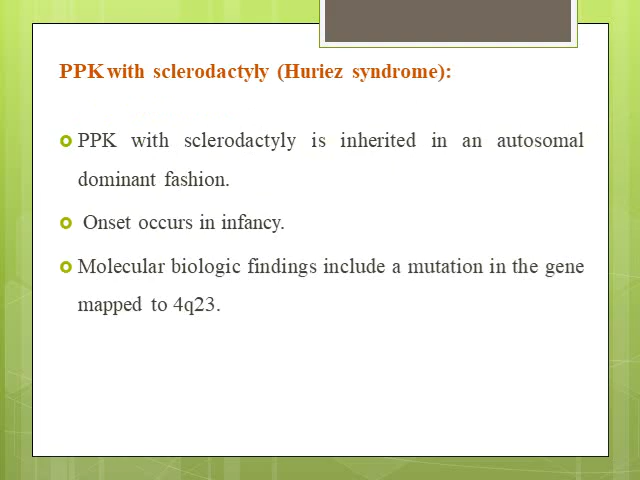 PPK with sclerodactyly (Huriez syndrome):
PPK with sclerodactyly is inherited in an autosomal
dominant fashion.
Onset occurs in infancy.
Molecular biologic findings include a mutation in the gene
mapped to 4q23.